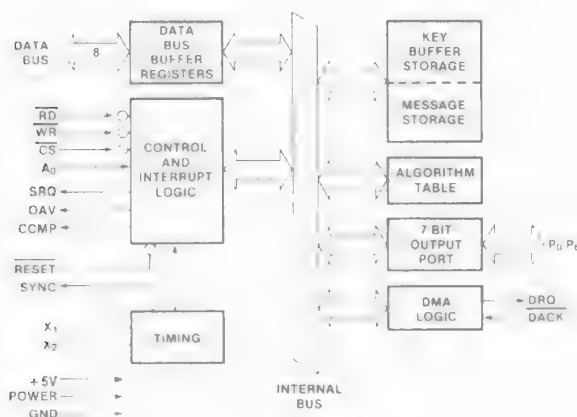 DATA
BUS
8
DATA
BUS
BUFFER
REGISTERS
KEY
BUFFER
STORAGE
MESSAGE
STORAGE
RD
WR
CS
A0
SRQ
OAV
CCMP
RESET
SYNC
CONTROL
AND
INTERRUPT
LOGIC
ALGORITHM
TABLE
7 BIT
OUTPUT
PORT
DMA
LOGIC
DRQ
DACK
X1
X2
TIMING
+5V
POWER
GND
INTERNAL
BUS